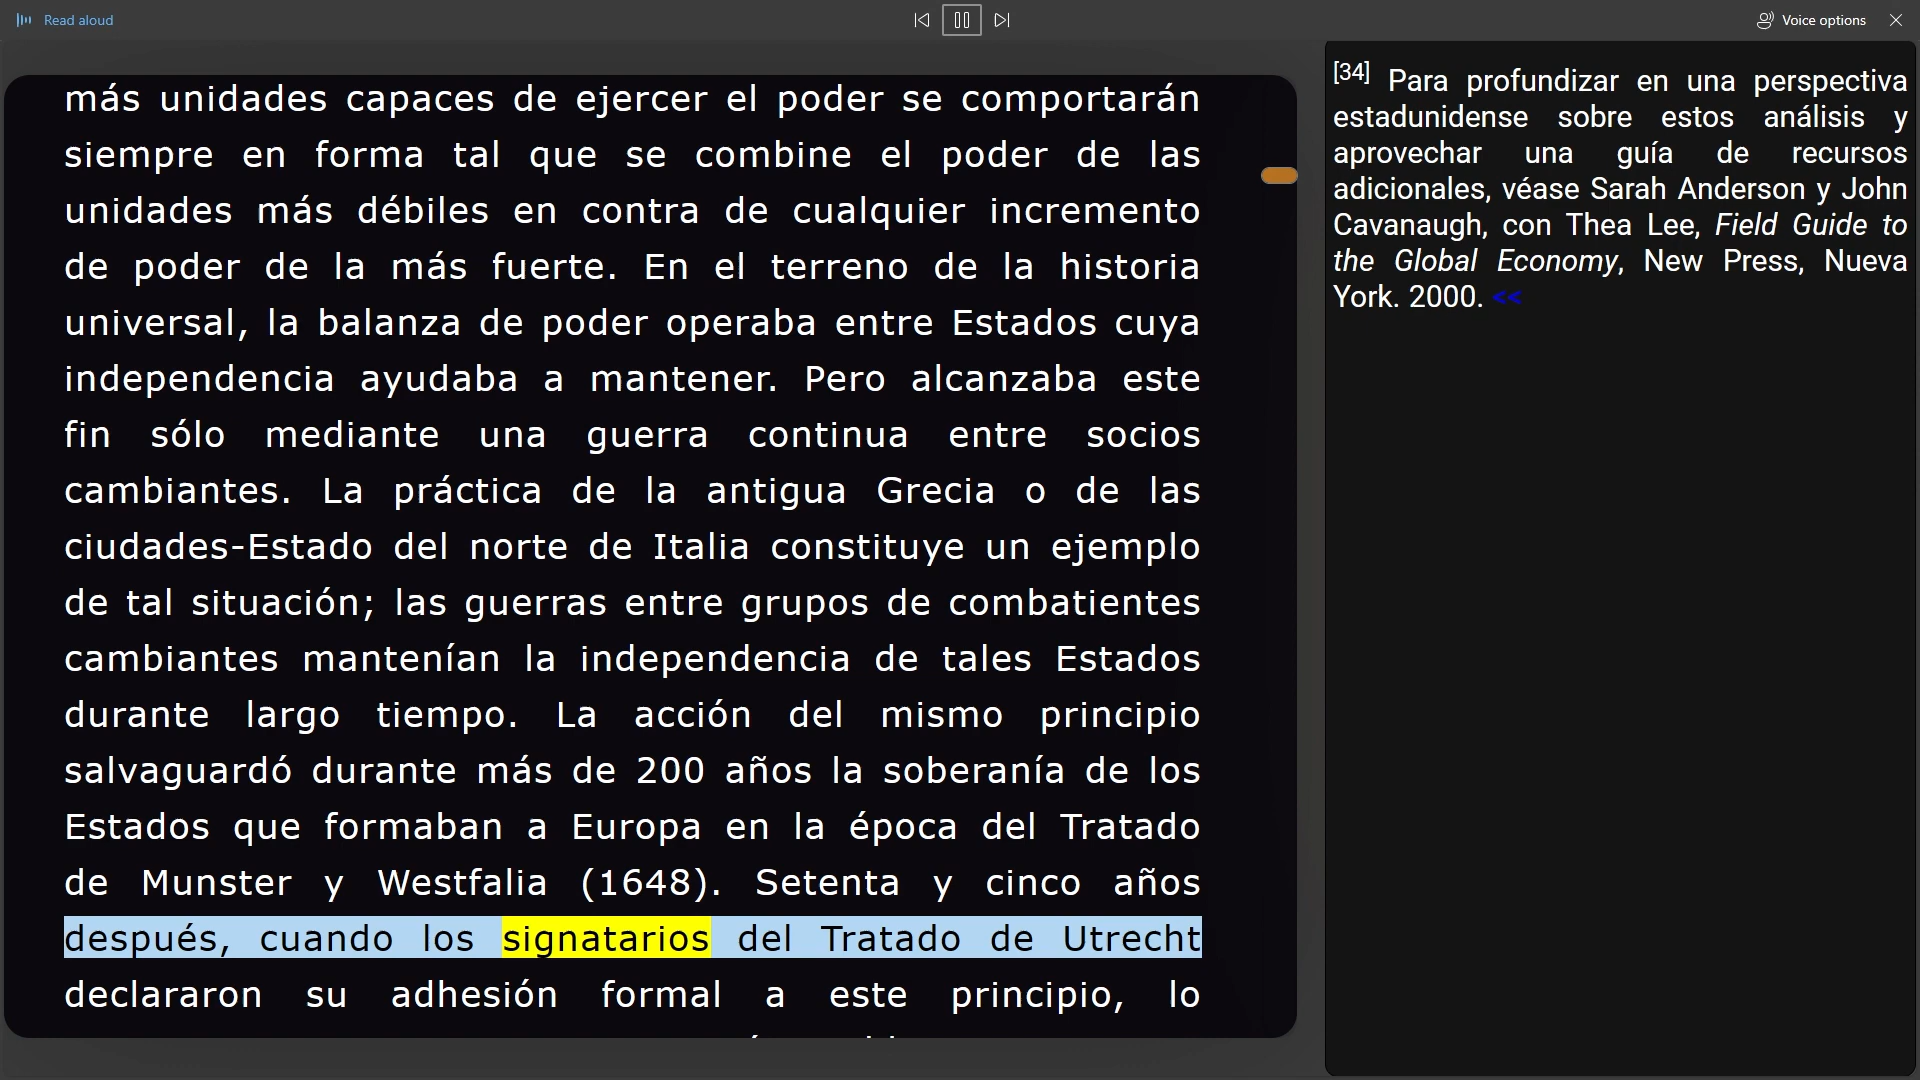 Read aloud
Voice options
más unidades capaces de ejercer el poder se comportarán
siempre en forma tal que se combine el poder de las
unidades más débiles en contra de cualquier incremento
de poder de la más fuerte. En el terreno de la historia
universal, la balanza de poder operaba entre Estados cuya
independencia ayudaba a mantener. Pero alcanzaba este
fin sólo mediante una guerra continua entre socios
cambiantes. La práctica de la antigua Grecia o de las
ciudades-Estado del norte de Italia constituye un ejemplo
de tal situación; las guerras entre grupos de combatientes
cambiantes mantenían la independencia de tales Estados
durante largo tiempo. La acción del mismo principio
salvaguardó durante más de 200 años la soberanía de los
Estados que formaban a Europa en la época del Tratado
de Munster y Westfalia (1648). Setenta y cinco años
después, cuando los signatarios del Tratado de Utrecht
declararon su adhesión formal a este principio, lo
[34] Para profundizar en una perspectiva
estadunidense sobre estos análisis y
aprovechar una guía de recursos
adicionales, véase Sarah Anderson y John
Cavanaugh, con Thea Lee, Field Guide to
the Global Economy, New Press, Nueva
York. 2000. <<